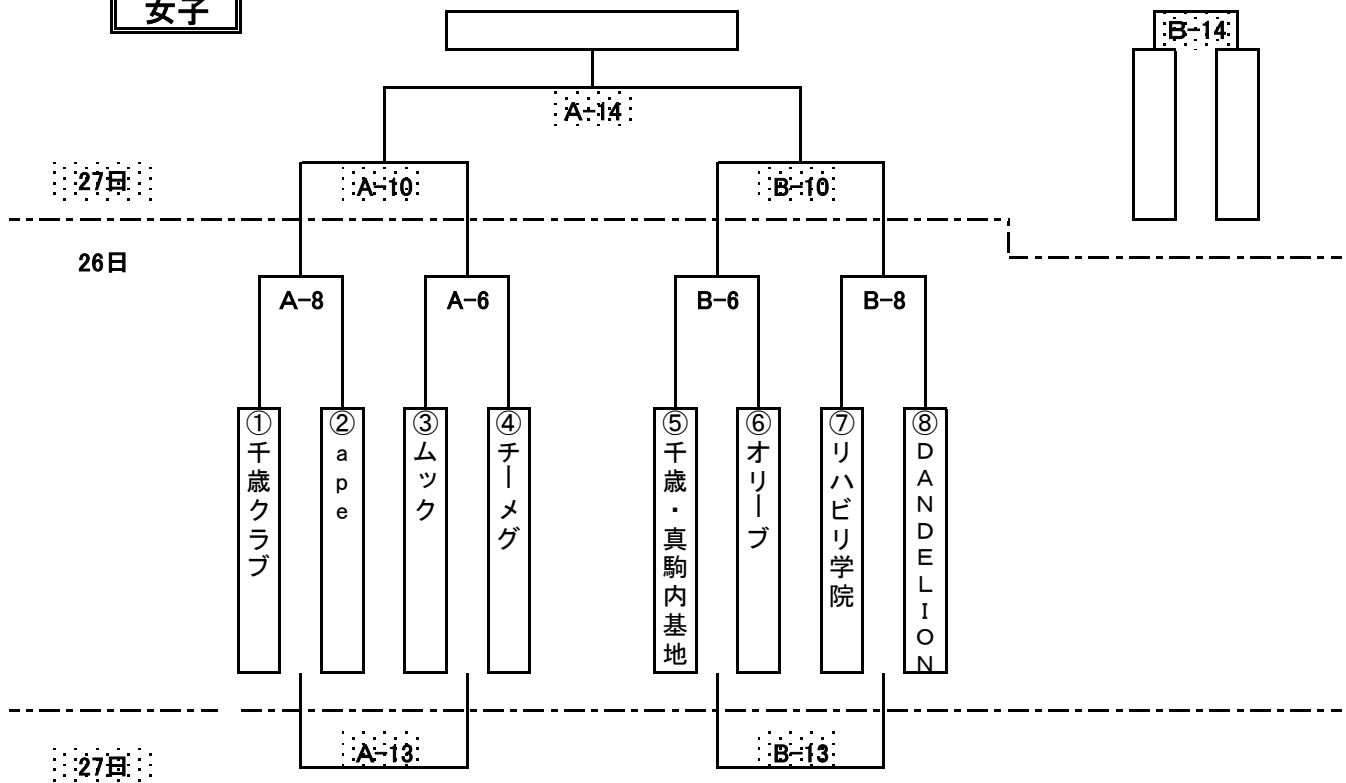 女子
B-14
A-14
27日
A-10
B-10
26日
A-8
A-6
B-6
B-8
①千歳クラブ
②ape
③ムック
④チーメグ
⑤千歳・真駒内基地
⑥オリーブ
⑦リハビリ学院
⑧DANDELION
27日
A-13
B-13